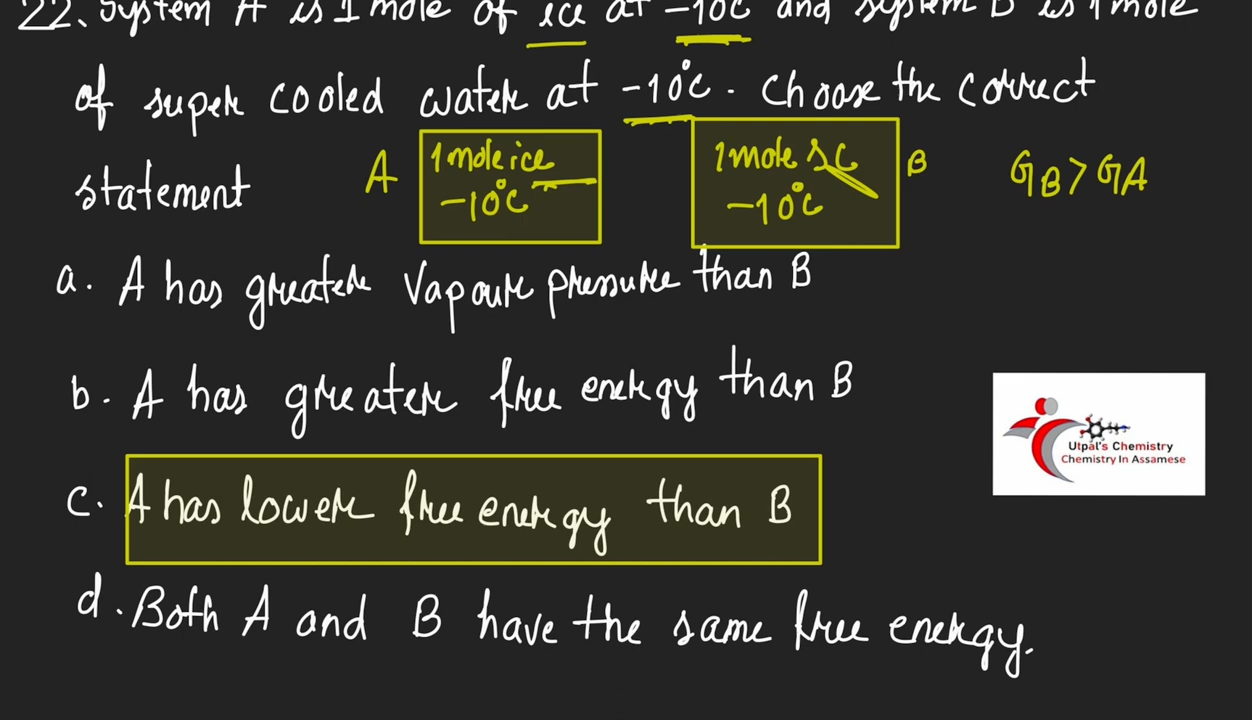 22. System A is 1 mole of ice at -10°C and system B is 1 mole
of super cooled water at -10°C. Choose the correct
statement
A
1 mole ice
-10°C
1 mole SC
-10°C
B
GB > GA
a. A has greater vapour pressure than B
b. A has greater free energy than B
c. A has lower free energy than B
d. Both A and B have the same free energy.
Utpal's Chemistry
Chemistry In Assamese